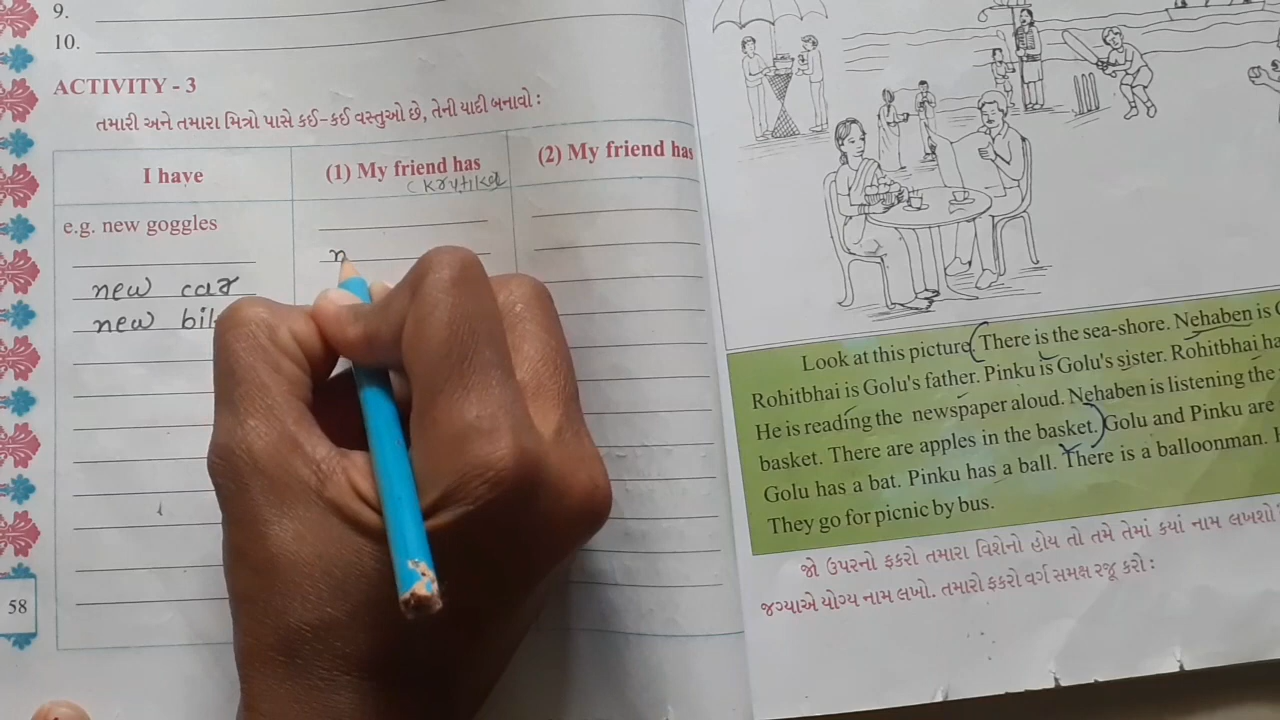 9.
10.
ACTIVITY - 3
તમારી અને તમારા મિત્રો પાસે કઈ-કઈ વસ્તુઓ છે, તેની યાદી બનાવો :
I have
(1) My friend has
(2) My friend has
e.g. new goggles
new car
new
58
Look at this picture. There is the sea-shore. Nehaben is
Rohitbhai is Golu's father. Pinku is Golu's sister. Rohitbhai
He is reading the newspaper aloud. Nehaben is listening the
basket. There are apples in the basket. Golu and Pinku are
Golu has a bat. Pinku has a ball. There is a balloonman.
They go for picnic by bus.
જો ઉપરનો ફકરો તમારા વિશેનો હોય તો તમે તેમાં કયાં નામ લખશો ?
જગ્યાએ યોગ્ય નામ લખો. તમારો ફકરો વર્ગ સમક્ષ રજૂ કરો :